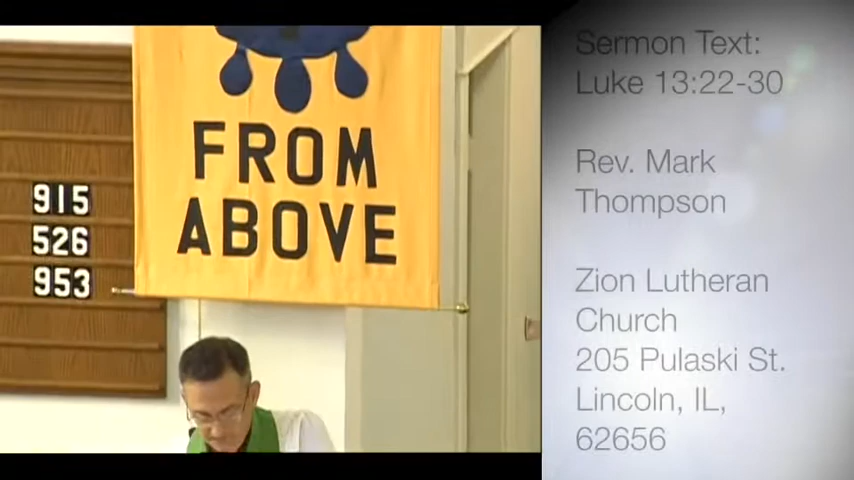 FROM
ABOVE
915
526
953
Sermon Text:
Luke 13:22-30
Rev. Mark
Thompson
Zion Lutheran
Church
205 Pulaski St.
Lincoln, IL,
62656